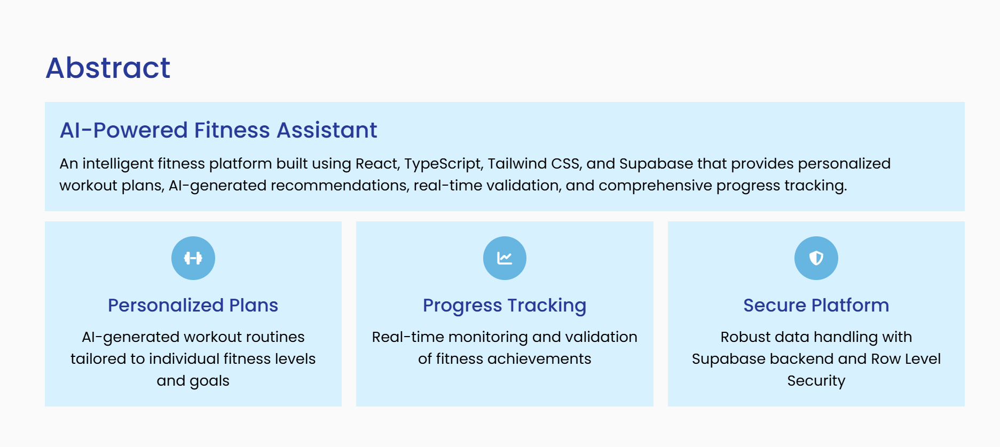 Abstract
AI-Powered Fitness Assistant
An intelligent fitness platform built using React, TypeScript, Tailwind CSS, and Supabase that provides personalized
workout plans, AI-generated recommendations, real-time validation, and comprehensive progress tracking.
Personalized Plans
AI-generated workout routines
tailored to individual fitness levels
and goals
Progress Tracking
Real-time monitoring and validation
of fitness achievements
Secure Platform
Robust data handling with
Supabase backend and Row Level
Security